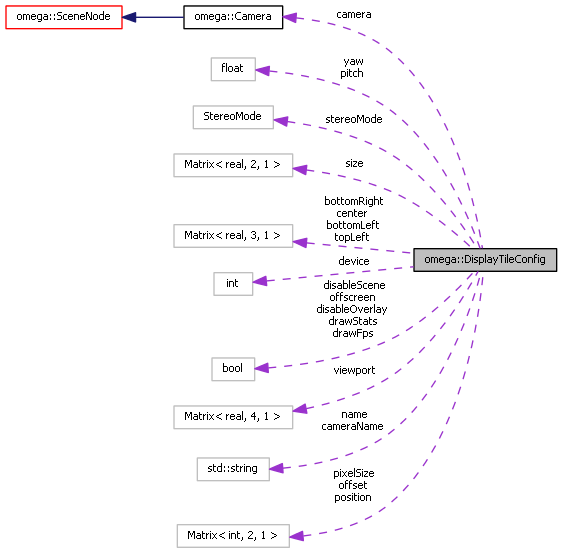 omega::SceneNode
omega::Camera
camera
float
yaw
pitch
StereoMode
stereoMode
Matrix< real, 2, 1 >
size
Matrix< real, 3, 1 >
bottomRight
center
bottomLeft
topLeft
omega::DisplayTileConfig
int
device
bool
disableScene
offscreen
disableOverlay
drawStats
drawFps
Matrix< real, 4, 1 >
viewport
std::string
name
cameraName
Matrix< int, 2, 1 >
pixelSize
offset
position